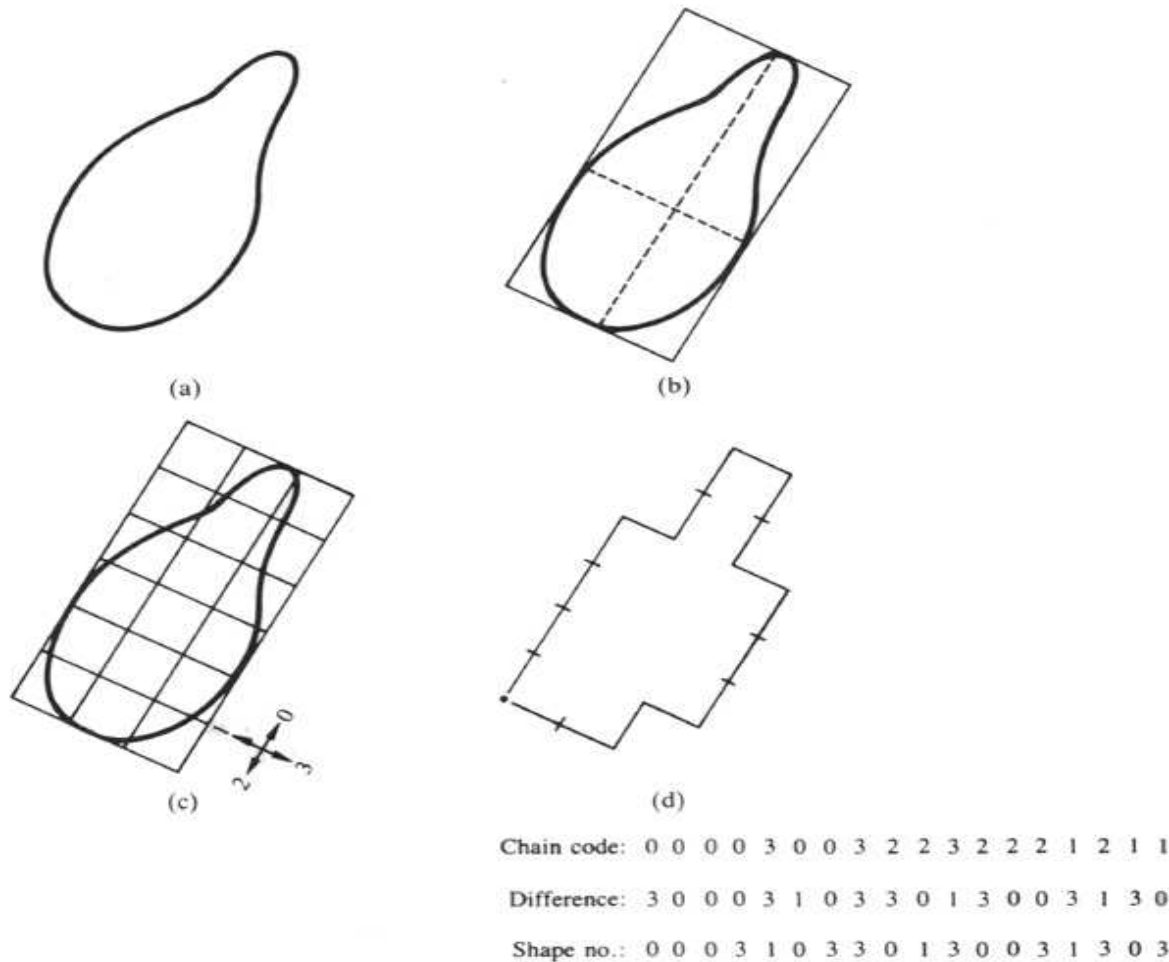 (a)
(b)
0
1
3
2
(c)
(d)
Chain code: 0 0 0 0 3 0 0 3 2 2 3 2 2 2 1 2 1 1
Difference: 3 0 0 0 3 1 0 3 3 0 1 3 0 0 3 1 3 0
Shape no.: 0 0 0 3 1 0 3 3 0 1 3 0 0 3 1 3 0 3